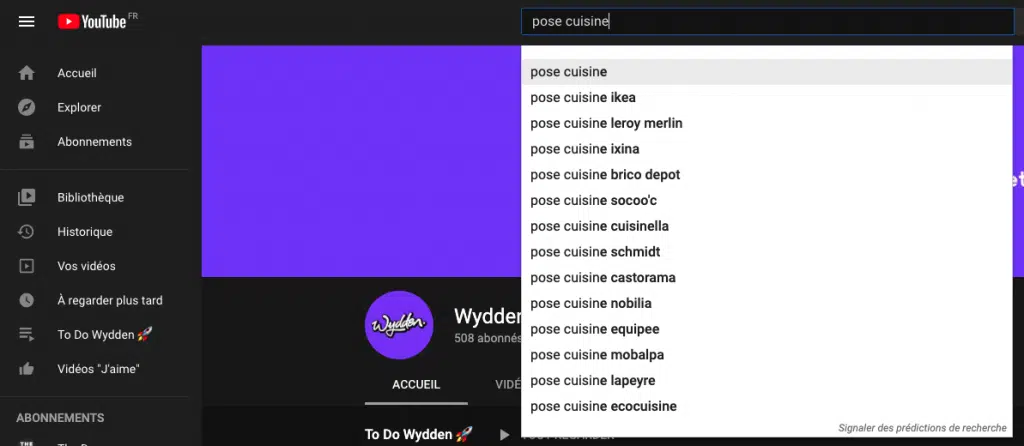 YouTube FR
pose cuisine
Accueil
Explorer
Abonnements
Bibliothèque
Historique
Vos vidéos
À regarder plus tard
To Do Wydden 🚀
Vidéos "J'aime"
ABONNEMENTS
pose cuisine
pose cuisine ikea
pose cuisine leroy merlin
pose cuisine ixina
pose cuisine brico depot
pose cuisine socoo'c
pose cuisine cuisinella
pose cuisine schmidt
pose cuisine castorama
pose cuisine nobilia
pose cuisine equipee
pose cuisine mobalpa
pose cuisine lapeyre
pose cuisine ecocuisine
Signaler des prédictions de recherche
et
Wydden
Wydden
508 abonnés
ACCUEIL
VIDÉ
To Do Wydden 🚀